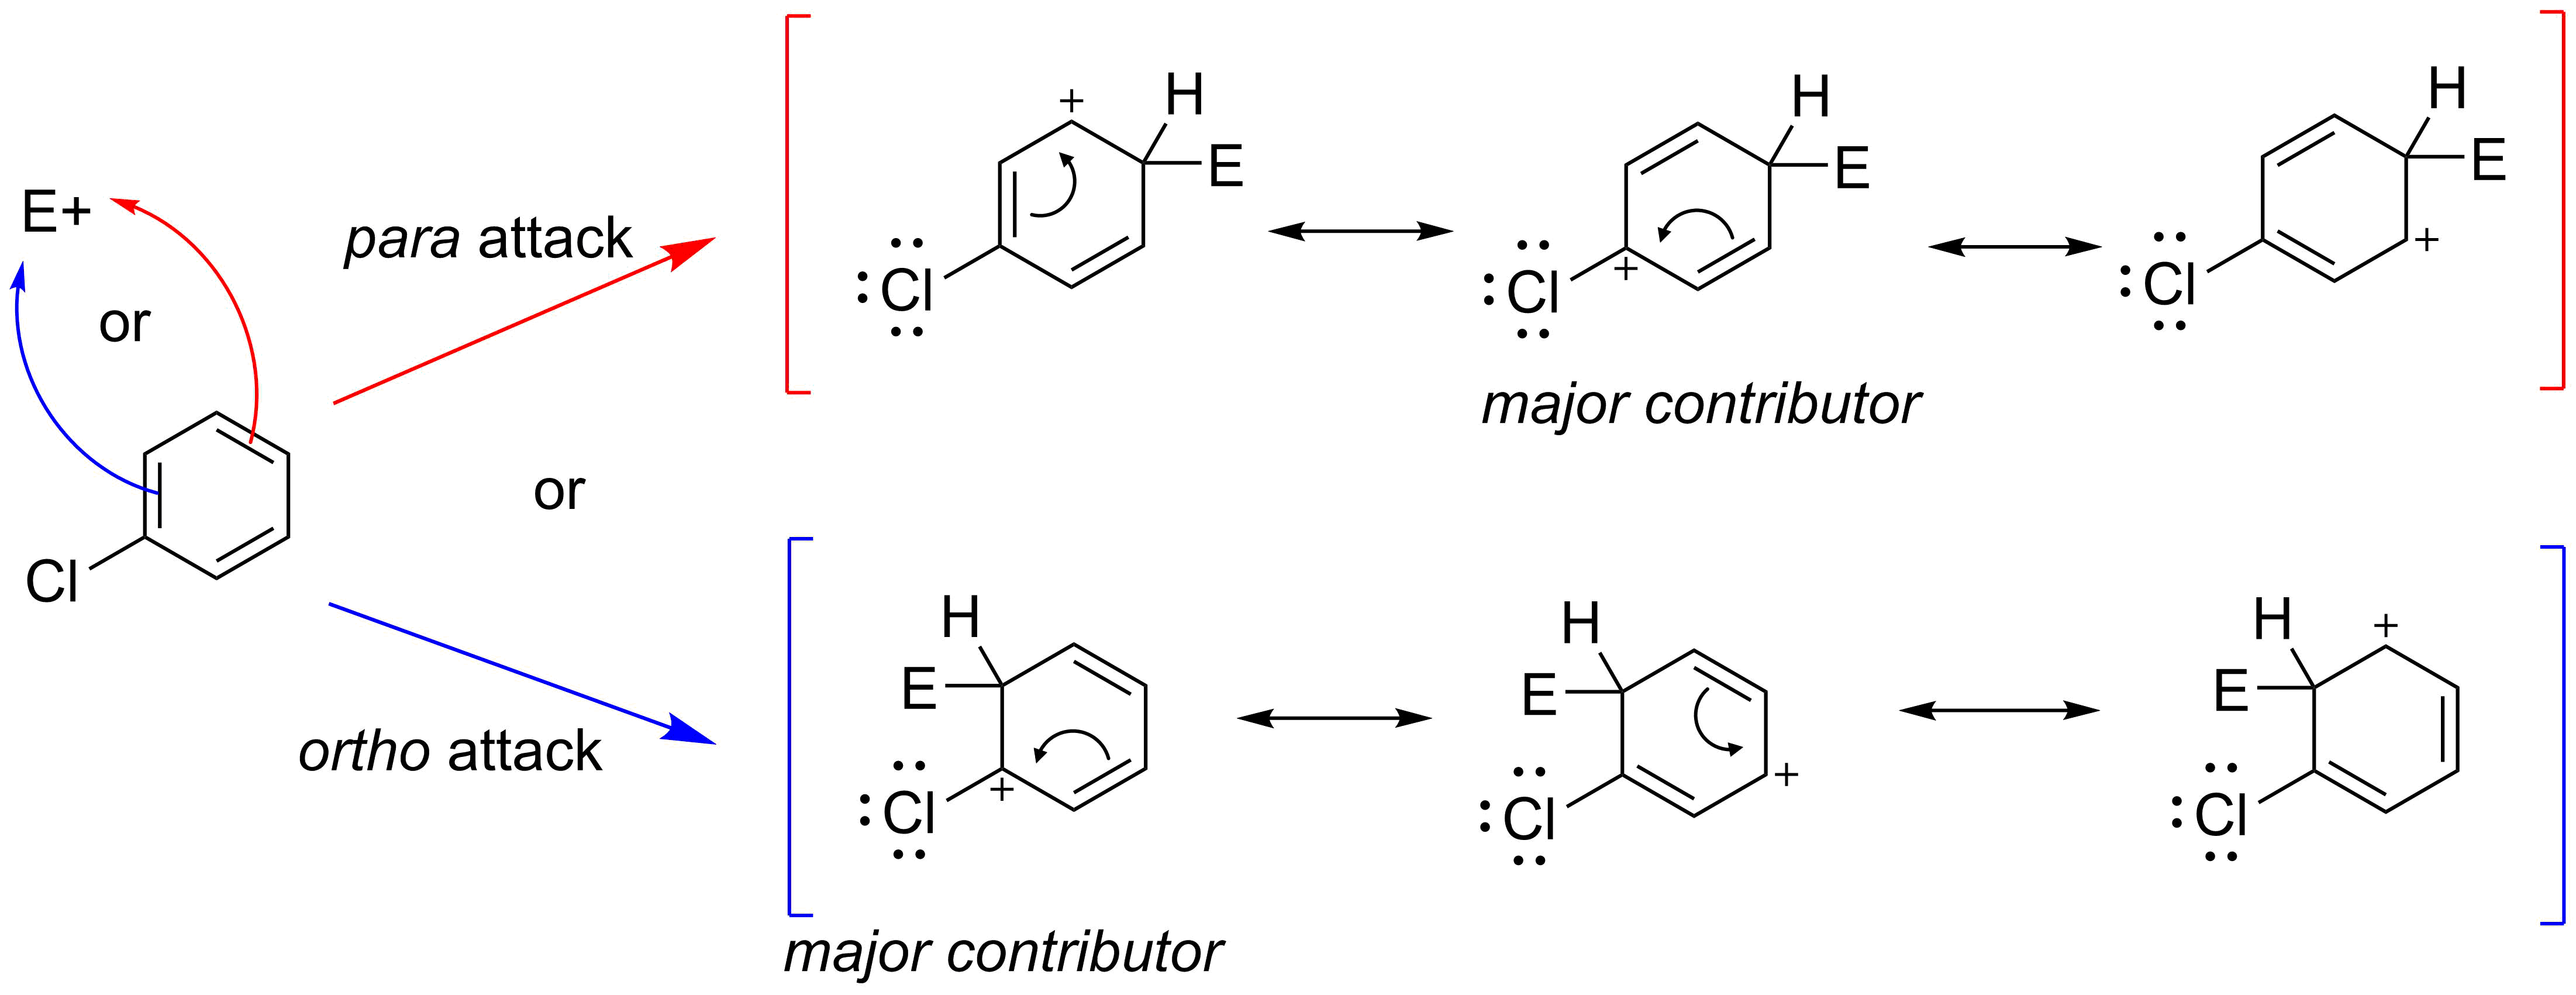 E+
or
Cl
para attack
or
ortho attack
+
H
E
:Cl
H
E
:Cl
+
H
E
:Cl
+
major contributor
H
E
:Cl
+
H
E
:Cl
+
H
+
E
:Cl
major contributor